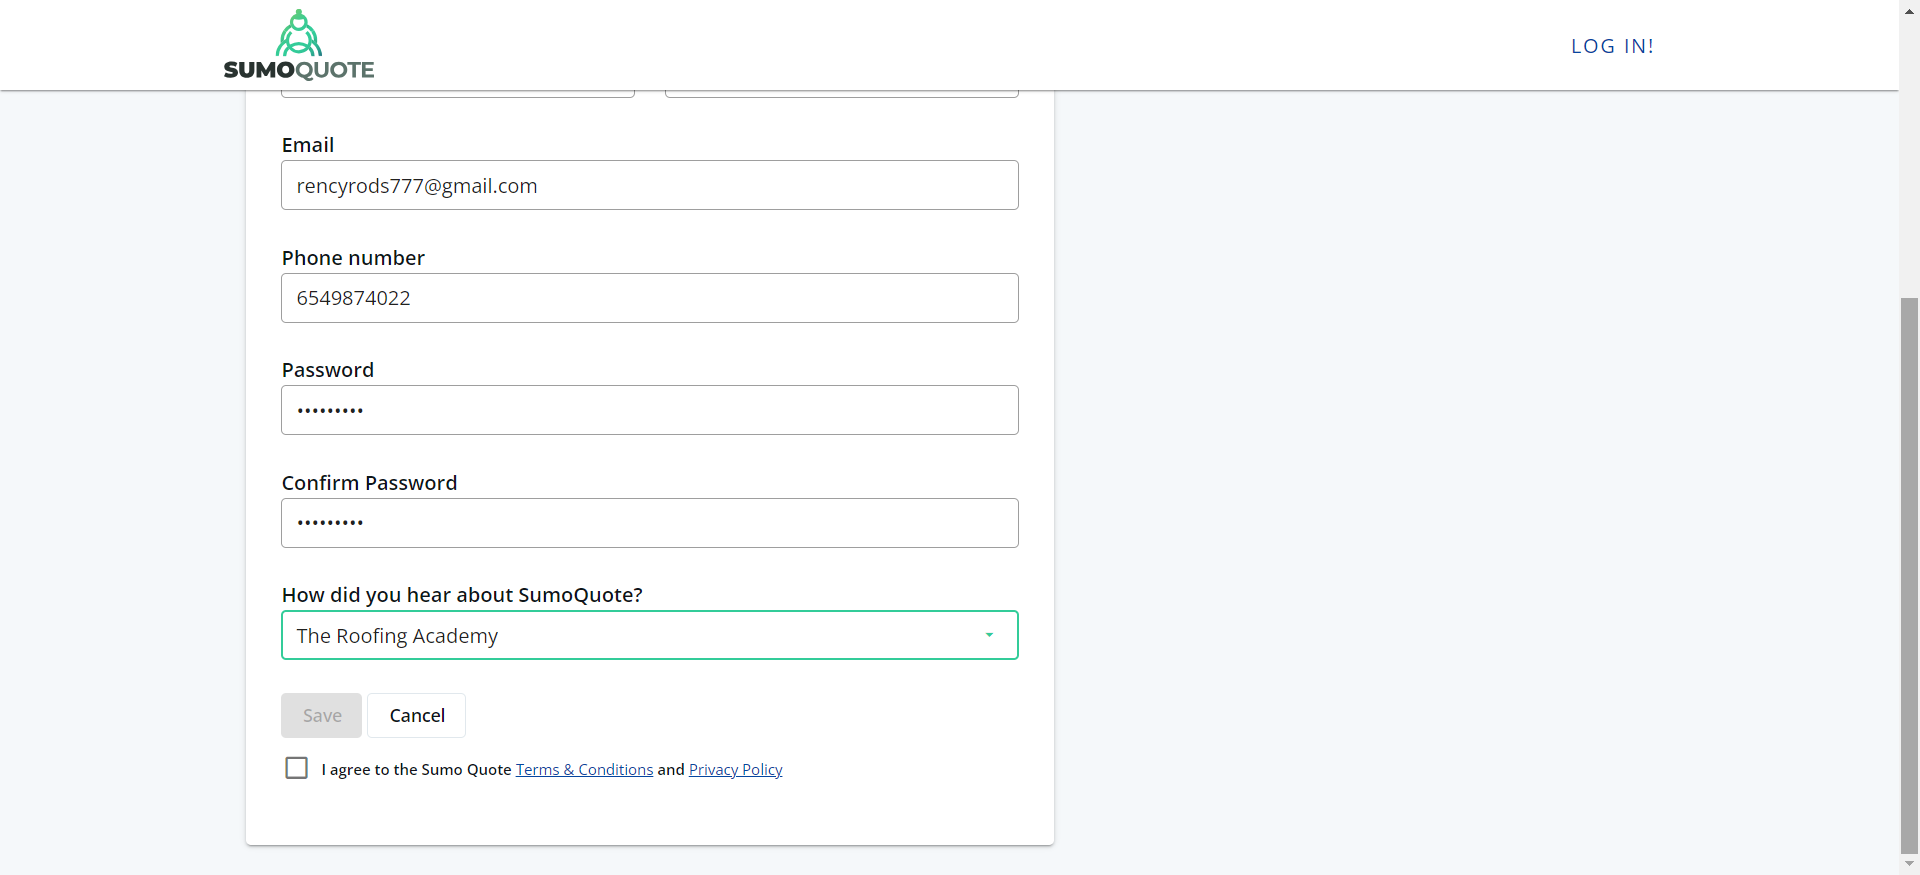 SUMOQUOTE
LOG IN!
Email
rencyrods777@gmail.com
Phone number
6549874022
Password
•••••••••
Confirm Password
•••••••••
How did you hear about SumoQuote?
The Roofing Academy
Save Cancel
I agree to the Sumo Quote Terms & Conditions and Privacy Policy